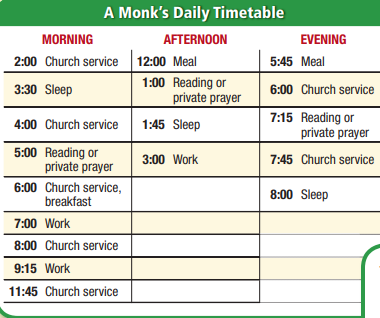 A Monk's Daily Timetable
MORNING AFTERNOON EVENING
2:00 Church service 12:00 Meal 5:45 Meal
3:30 Sleep 1:00 Reading or private prayer 6:00 Church service
4:00 Church service 1:45 Sleep 7:15 Reading or private prayer
5:00 Reading or private prayer 3:00 Work 7:45 Church service
6:00 Church service, breakfast 8:00 Sleep
7:00 Work
8:00 Church service
9:15 Work
11:45 Church service